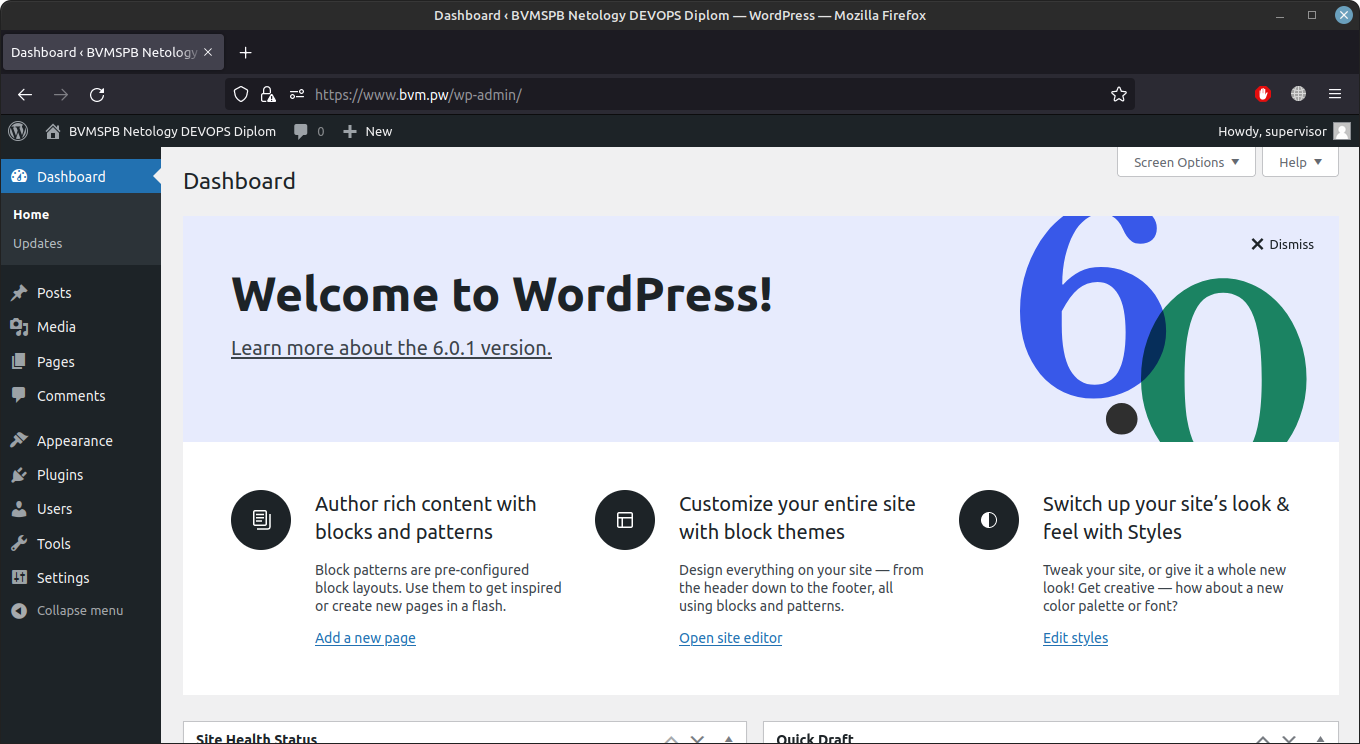 Dashboard ‹ BVMSPB Netology DEVOPS Diplom — WordPress — Mozilla Firefox
Dashboard ‹ BVMSPB Netology
https://www.bvm.pw/wp-admin/
BVMSPB Netology DEVOPS Diplom 0 New Howdy, supervisor
Dashboard
Home
Updates
Posts
Media
Pages
Comments
Appearance
Plugins
Users
Tools
Settings
Collapse menu
Screen Options Help
Dashboard
Dismiss
Welcome to WordPress!
Learn more about the 6.0.1 version.
6.0
Author rich content with
blocks and patterns
Block patterns are pre-configured
block layouts. Use them to get inspired
or create new pages in a flash.
Add a new page
Customize your entire site
with block themes
Design everything on your site — from
the header down to the footer, all
using blocks and patterns.
Open site editor
Switch up your site’s look &
feel with Styles
Tweak your site, or give it a whole new
look! Get creative — how about a new
color palette or font?
Edit styles
Site Health Status
Quick Draft